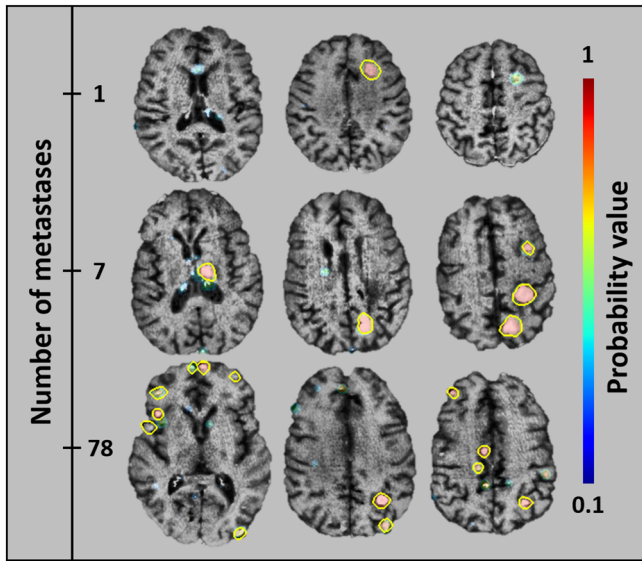 Number of metastases
1
7
78
1
Probability value
0.1